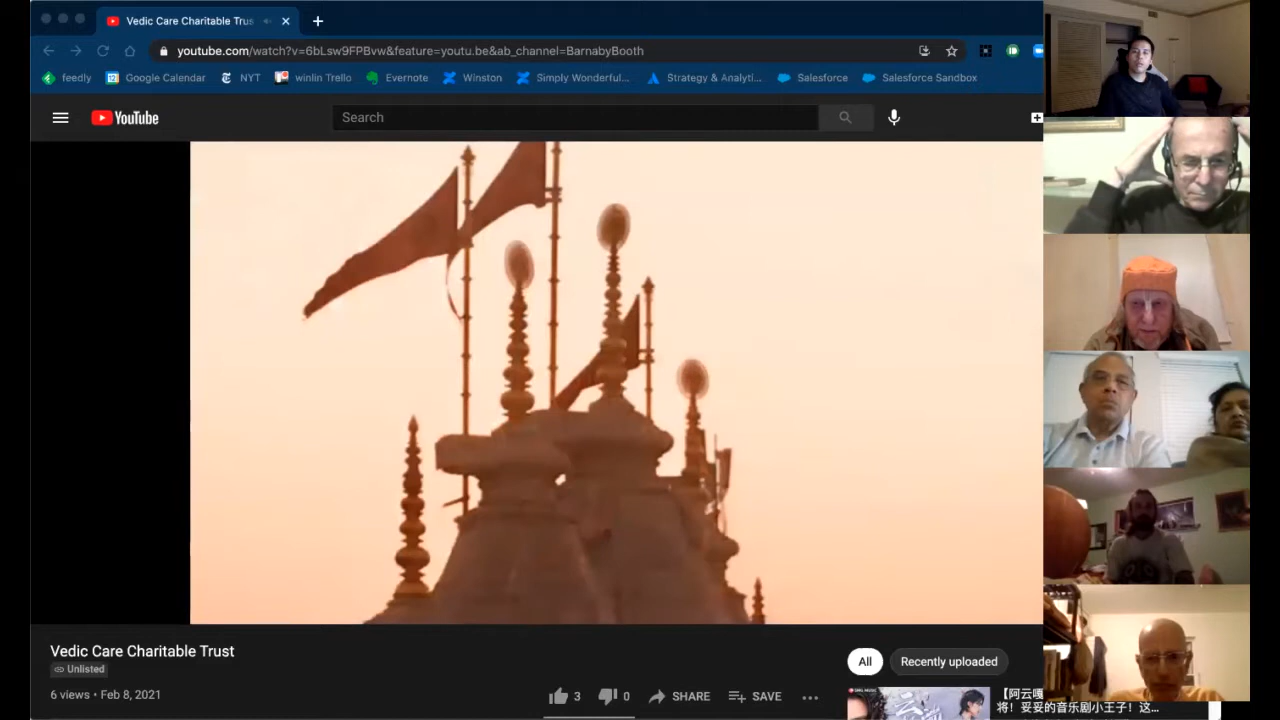 Vedic Care Charitable Trus
youtube.com/watch?v=6bLsw9FPBvw&feature=youtu.be&ab_channel=BarnabyBooth
feedly
Google Calendar
NYT
winlin Trello
Evernote
Winston
Simply Wonderful...
Strategy & Analyti...
Salesforce
Salesforce Sandbox
YouTube
Search
Vedic Care Charitable Trust
Unlisted
6 views • Feb 8, 2021
3
0
SHARE
SAVE
All
Recently uploaded
【阿云嘎
将！妥妥的音乐剧小王子！这...